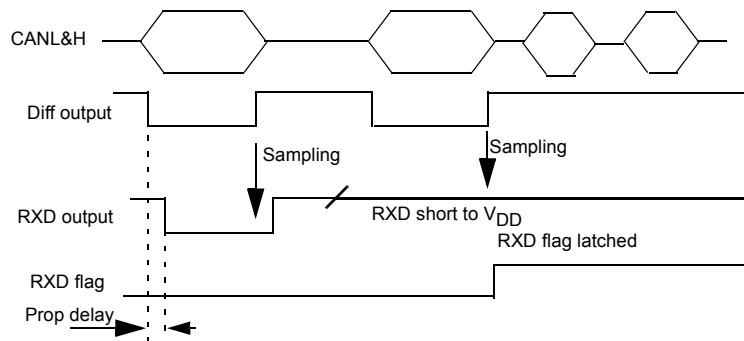 CANL&H
Diff output
Sampling
Sampling
RXD output
RXD short to VDD
RXD flag latched
RXD flag
Prop delay